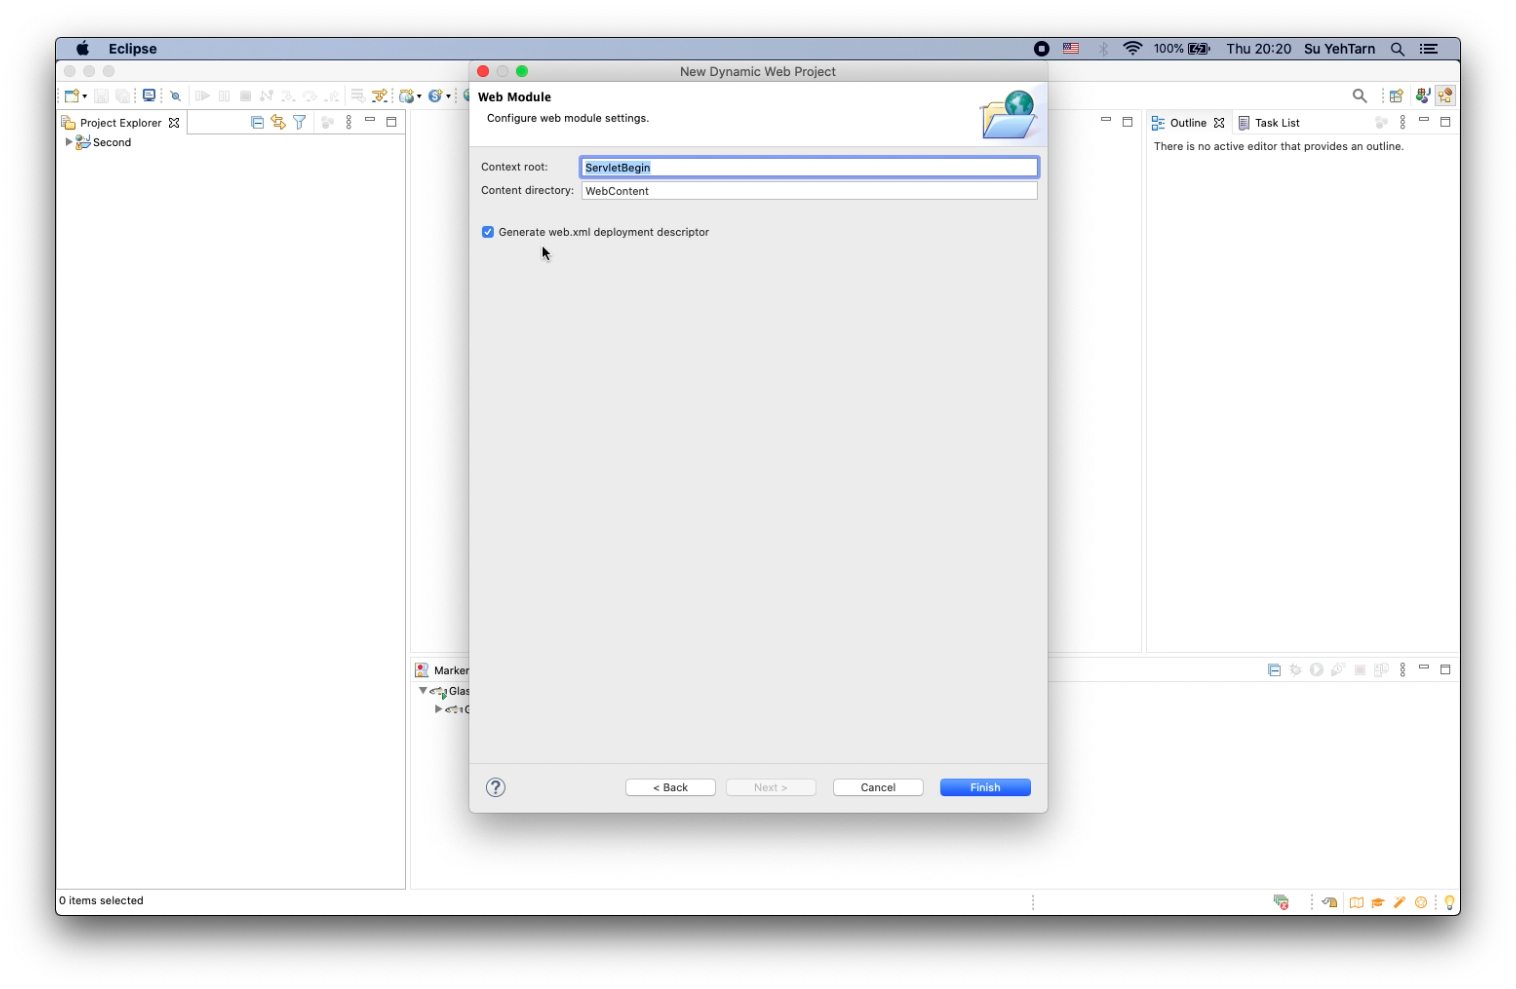 Eclipse
100%
Thu 20:20
Su YehTarn
New Dynamic Web Project
Project Explorer
Second
Web Module
Configure web module settings.
Context root:
ServletBegin
Content directory:
WebContent
Generate web.xml deployment descriptor
Outline
Task List
There is no active editor that provides an outline.
Marker
Glas
?
< Back
Next >
Cancel
Finish
0 items selected